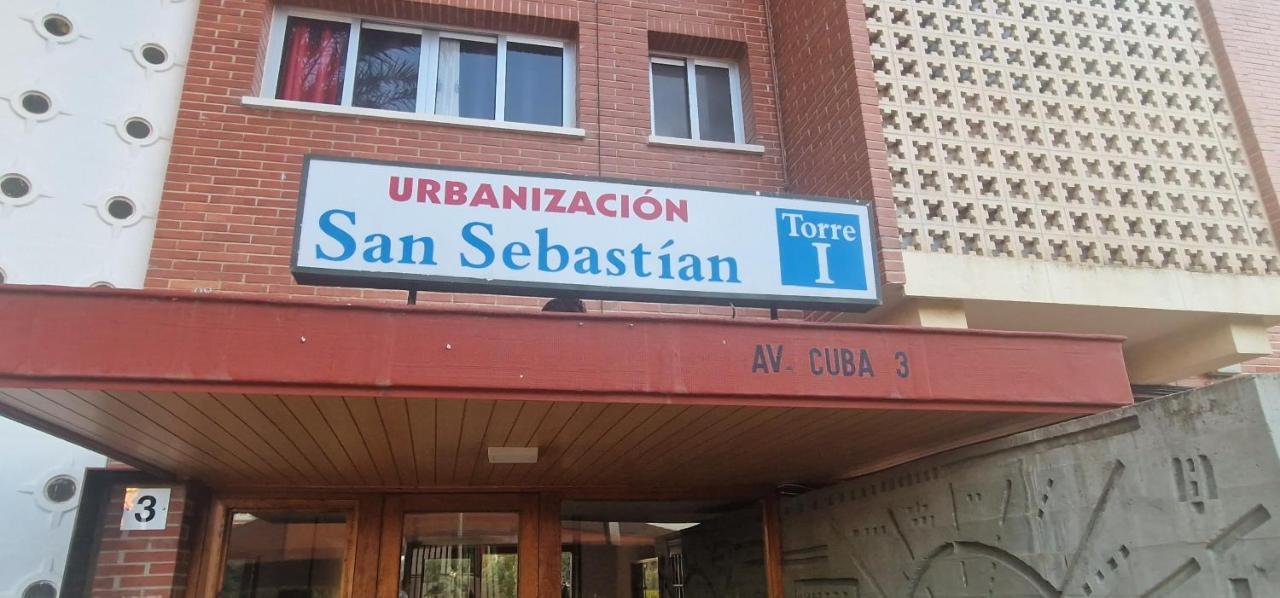 URBANIZACIÓN
San Sebastían
Torre
I
AV. CUBA 3
3